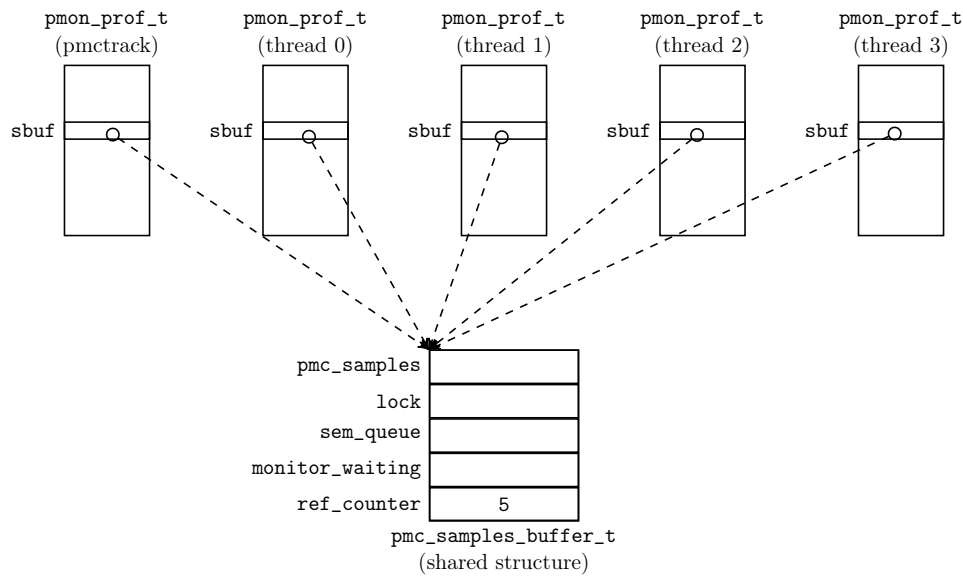 pmon_prof_t pmon_prof_t pmon_prof_t pmon_prof_t pmon_prof_t
(pmctrack) (thread 0) (thread 1) (thread 2) (thread 3)
sbuf sbuf sbuf sbuf sbuf
pmc_samples
lock
sem_queue
monitor_waiting
ref_counter 5
pmc_samples_buffer_t
(shared structure)